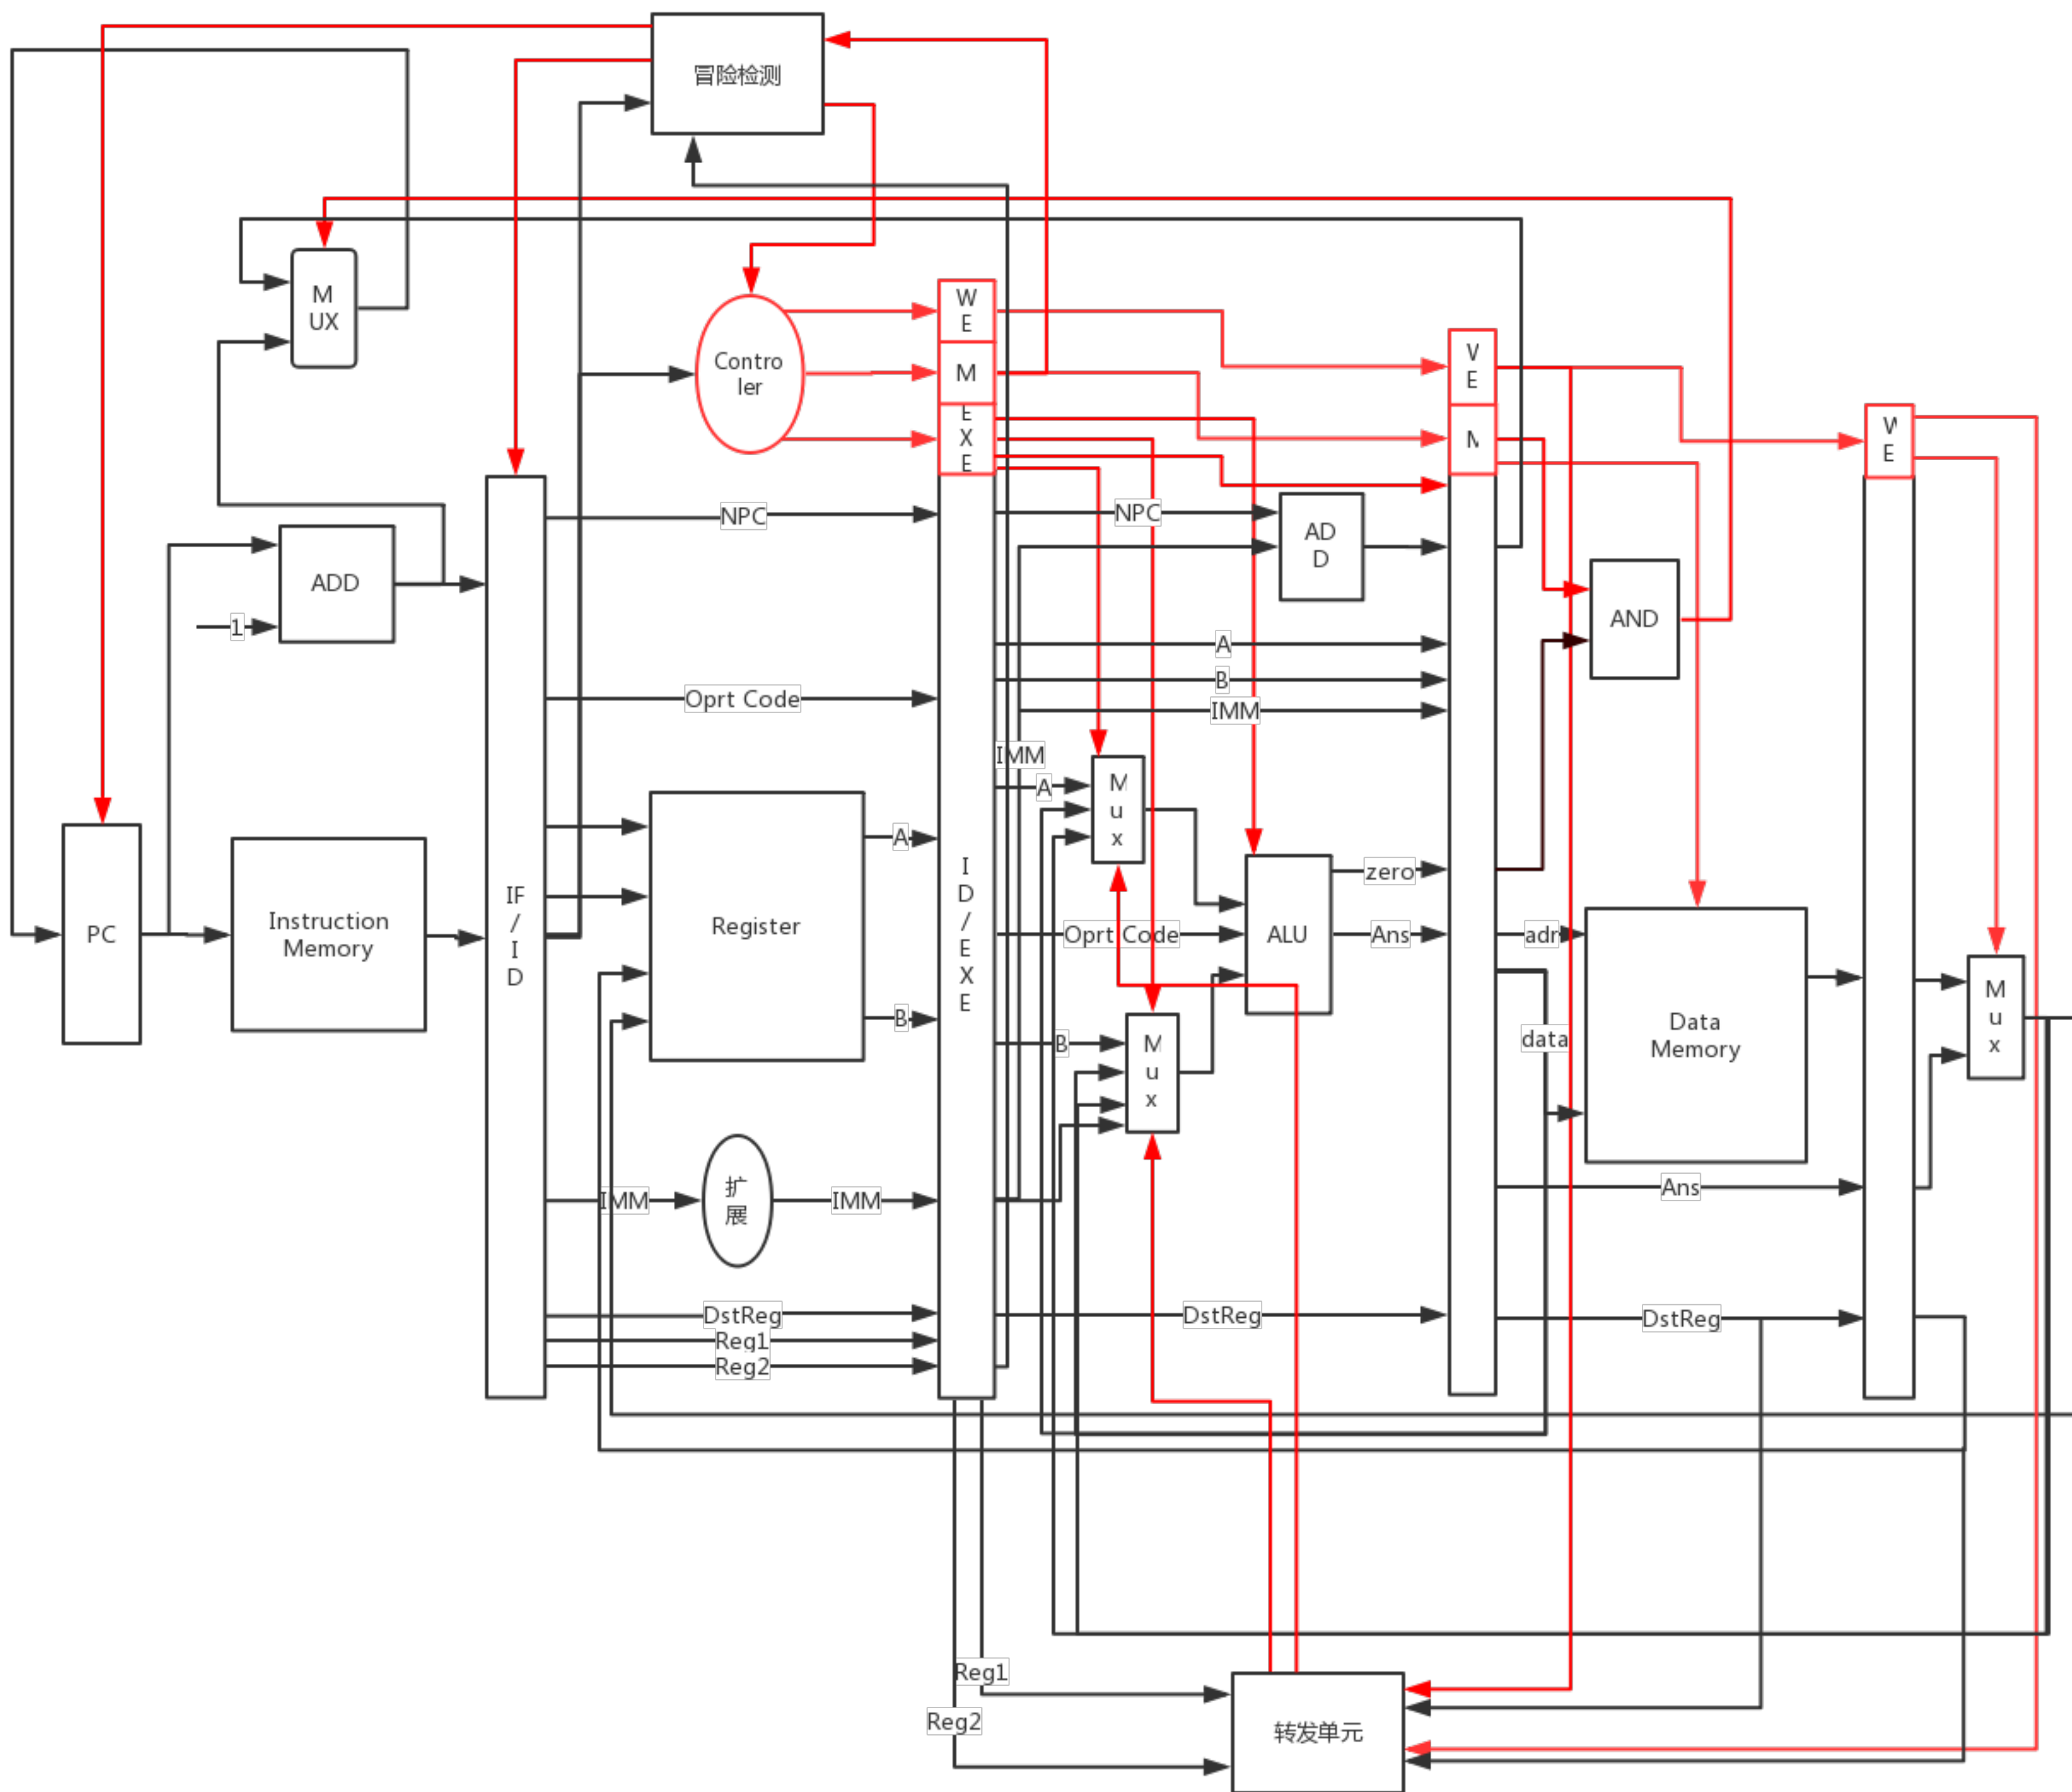 冒险检测
M
UX
Contro
ler
W
E
M
E
X
E
V
E
N
W
E
NPC
NPC
AD
D
ADD
1
AND
A
B
IMM
Oprt Code
IMM
A
M
u
x
PC
Instruction
Memory
IF
/
I
D
Register
A
B
I
D
/
E
X
E
zero
Oprt Code
ALU
Ans
adr
data
Data
Memory
M
u
x
B
M
u
x
IMM
扩
展
IMM
Ans
DstReg
Reg1
Reg2
DstReg
DstReg
Reg1
Reg2
转发单元